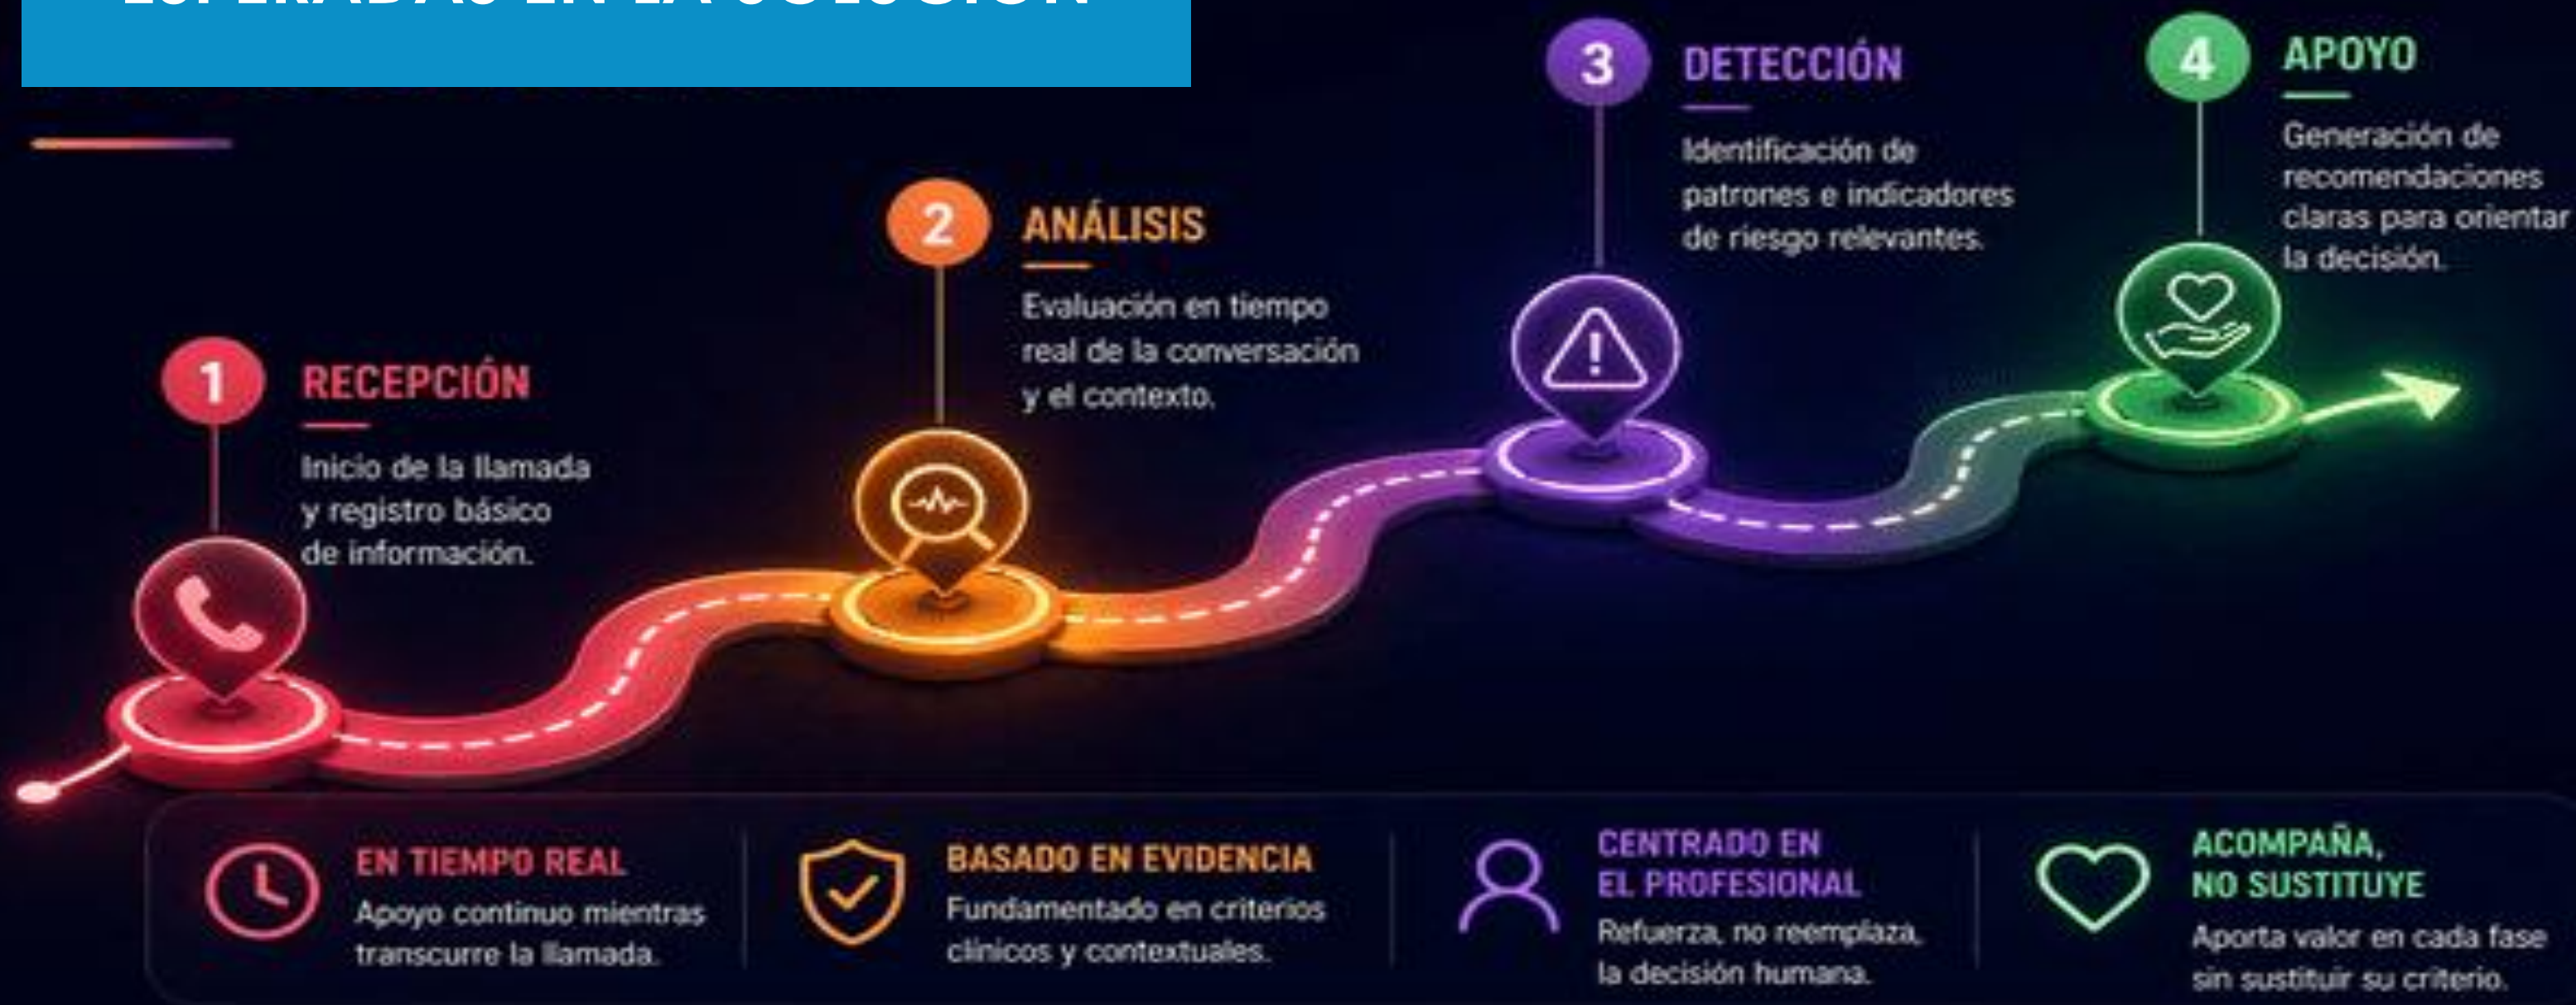 ESPERADAS EN LA SOLUCIÓN
1
RECEPCIÓN
Inicio de la llamada
y registro básico
de información.
2
ANÁLISIS
Evaluación en tiempo
real de la conversación
y el contexto.
3
DETECCIÓN
Identificación de
patrones e indicadores
de riesgo relevantes.
4
APOYO
Generación de
recomendaciones
claras para orientar
la decisión.
EN TIEMPO REAL
Apoyo continuo mientras
transcurre la llamada.
BASADO EN EVIDENCIA
Fundamentado en criterios
clínicos y contextuales.
CENTRADO EN
EL PROFESIONAL
Refuerza, no reemplaza,
la decisión humana.
ACOMPAÑA,
NO SUSTITUYE
Aporta valor en cada fase
sin sustituir su criterio.